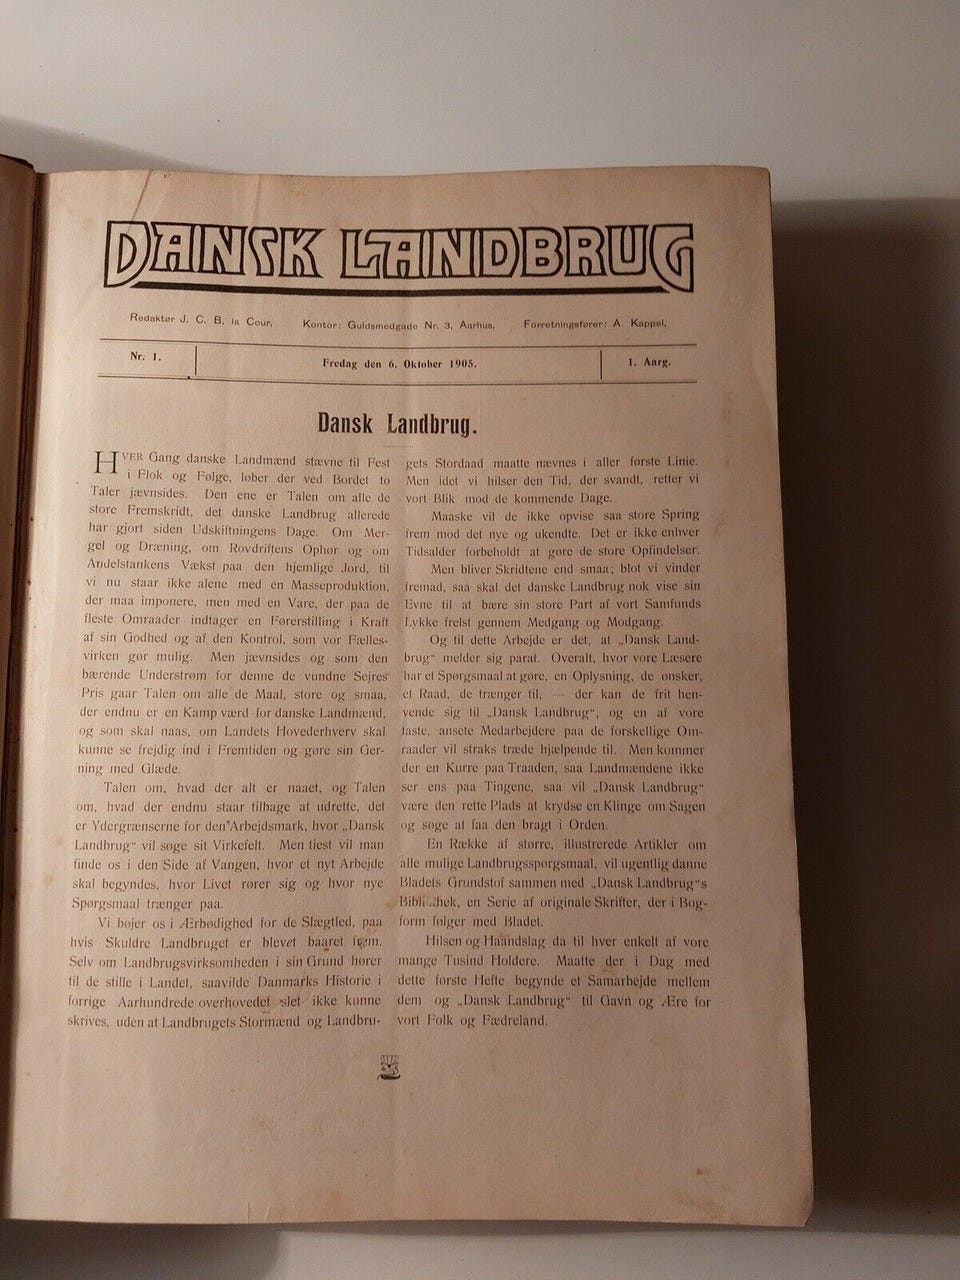 DANSK LANDBRUG
Redaktør J. C. B. la Cour, Kontor: Guldsmedgade Nr. 3, Aarhus, Forretningsfører: A. Kappel,
Nr. 1. Fredag den 6. Oktober 1905. 1. Aarg.
Dansk Landbrug.
HVER Gang danske Landmænd stævne til Fest
i Flok og Følge, løber der ved Bordet to
Taler jævnsides. Den ene er Talen om alle de
store Fremskridt, det danske Landbrug allerede
har gjort siden Udskiftningens Dage. Om Mer-
gel og Dræning, om Rovdriftens Ophør og om
Andelstankens Vækst paa den hjemlige Jord, til
vi nu staar ikke alene med en Masseproduktion,
der maa imponere, men med en Vare, der paa de
fleste Omraader indtager en Førerstilling i Kraft
af sin Godhed og af den Kontrol, som vor Fælles-
virken gør mulig. Men jævnsides og som den
bærende Understrøm for denne de vundne Sejres
Pris gaar Talen om alle de Maal, store og smaa,
der endnu er en Kamp værd for danske Landmænd,
og som skal naas, om Landets Hovederhverv skal
kunne se frejdig ind i Fremtiden og gøre sin Ger-
ning med Glæde.
Talen om, hvad der alt er naaet, og Talen
om, hvad der endnu staar tilbage at udrette, det
er Ydergrænserne for den Arbejdsmark, hvor „Dansk
Landbrug“ vil søge sit Virkefelt. Men tiest vil man
finde os i den Side af Vangen, hvor et nyt Arbejde
skal begyndes, hvor Livet rører sig og hvor nye
Spørgsmaal trænger paa.
Vi bøjer os i Ærbødighed for de Slægtled, paa
hvis Skuldre Landbruget er blevet baaret frem.
Selv om Landbrugsvirksomheden i sin Grund hører
til de stille i Landet, saavilde Danmarks Historie i
forrige Aarhundrede overhovedet slet ikke kunne
skrives, uden at Landbrugets Stormænd og Landbru-
gets Stordaad maatte nævnes i aller første Linie.
Men idet vi hilser den Tid, der svandt, retter vi
vort Blik mod de kommende Dage.
Maaske vil de ikke opvise saa store Spring
frem mod det nye og ukendte. Det er ikke enhver
Tidsalder forbeholdt at gøre de store Opfindelser.
Men bliver Skridtene end smaa; blot vi vinder
fremad, saa skal det danske Landbrug nok vise sin
Evne til at bære sin store Part af vort Samfunds
Lykke frelst gennem Medgang og Modgang.
Og til dette Arbejde er det, at „Dansk Land-
brug“ melder sig parat. Overalt, hvor vore Læsere
har et Spørgsmaal at gøre, en Oplysning, de ønsker,
et Raad, de trænger til, — der kan de frit hen-
vende sig til „Dansk Landbrug“, og en af vore
faste, ansete Medarbejdere paa de forskellige Om-
raader vil straks træde hjælpende til. Men kommer
der en Kurre paa Traaden, saa Landmændene ikke
ser ens paa Tingene, saa vil „Dansk Landbrug“
være den rette Plads at krydse en Klinge om Sagen
og søge at faa den bragt i Orden.
En Række af større, illustrerede Artikler om
alle mulige Landbrugsspørgsmaal, vil ugentlig danne
Bladets Grundstof sammen med „Dansk Landbrug“s
Bibliothek, en Serie af originale Skrifter, der i Bog-
form følger med Bladet.
Hilsen og Haandslag da til hver enkelt af vore
mange Tusind Holdere. Maatte der i Dag med
dette første Hefte begynde et Samarbejde mellem
dem og „Dansk Landbrug“ til Gavn og Ære for
vort Folk og Fædreland.